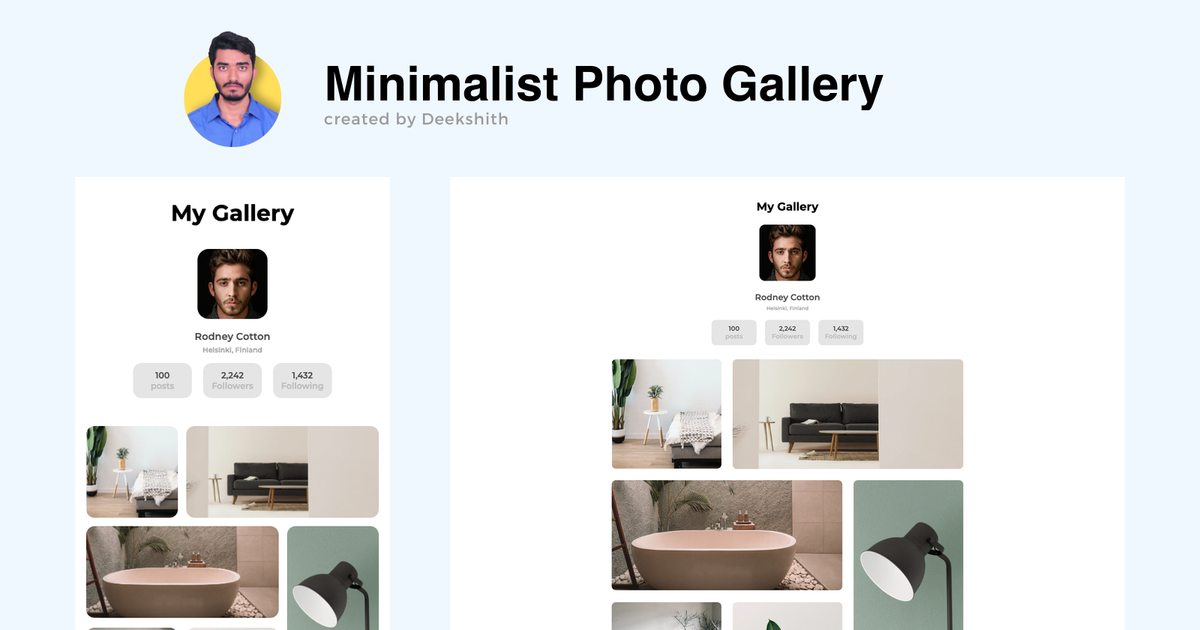 Minimalist Photo Gallery
created by Deekshith
My Gallery
Rodney Cotton
Helsinki, Finland
100
posts
2,242
Followers
1,432
Following
My Gallery
Rodney Cotton
Helsinki, Finland
100
posts
2,242
Followers
1,432
Following